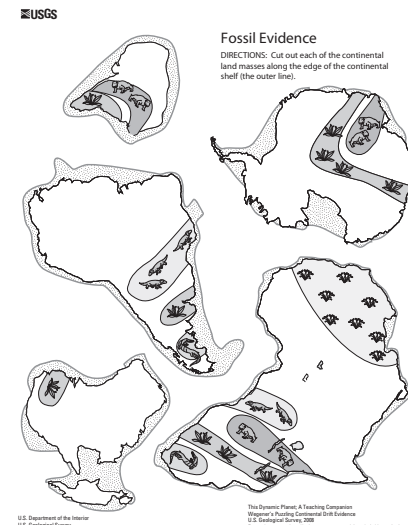 USGS
Fossil Evidence
DIRECTIONS: Cut out each of the continental
land masses along the edge of the continental
shelf (the outer line).
This Dynamic Planet; A Teaching Companion
Wegener's Puzzling Continental Drift Evidence
U.S. Geological Survey, 2008
U.S. Department of the Interior
U.S. Geological Survey